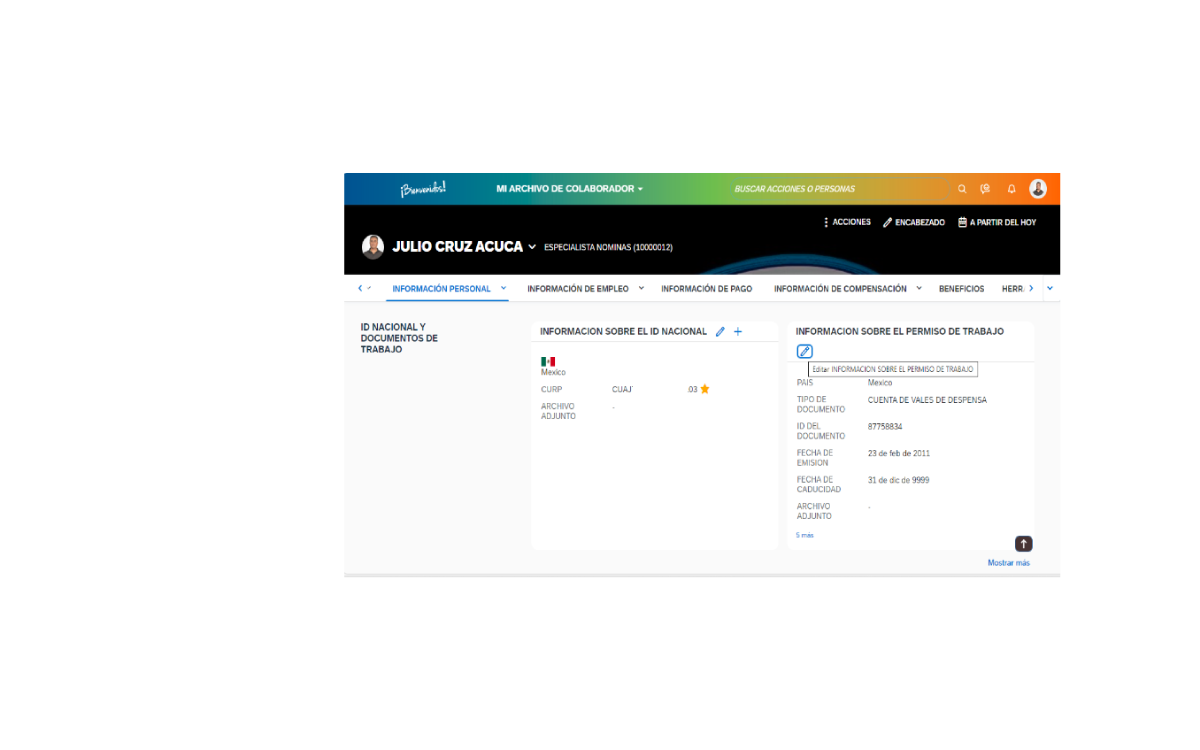 ¡Bienvenidos!
MI ARCHIVO DE COLABORADOR
BUSCAR ACCIONES O PERSONAS
ACCIONES
ENCABEZADO
A PARTIR DEL HOY
JULIO CRUZ ACUCA
ESPECIALISTA NOMINAS (10000012)
INFORMACIÓN PERSONAL
INFORMACIÓN DE EMPLEO
INFORMACIÓN DE PAGO
INFORMACIÓN DE COMPENSACIÓN
BENEFICIOS
HERR
ID NACIONAL Y
DOCUMENTOS DE
TRABAJO
INFORMACION SOBRE EL ID NACIONAL
Mexico
CURP CUAJ 03
ARCHIVO
ADJUNTO -
INFORMACION SOBRE EL PERMISO DE TRABAJO
Editar INFORMACION SOBRE EL PERMISO DE TRABAJO
PAIS Mexico
TIPO DE
DOCUMENTO CUENTA DE VALES DE DESPENSA
ID DEL
DOCUMENTO 87758834
FECHA DE
EMISION 23 de feb de 2011
FECHA DE
CADUCIDAD 31 de dic de 9999
ARCHIVO
ADJUNTO -
5 más
Mostrar más